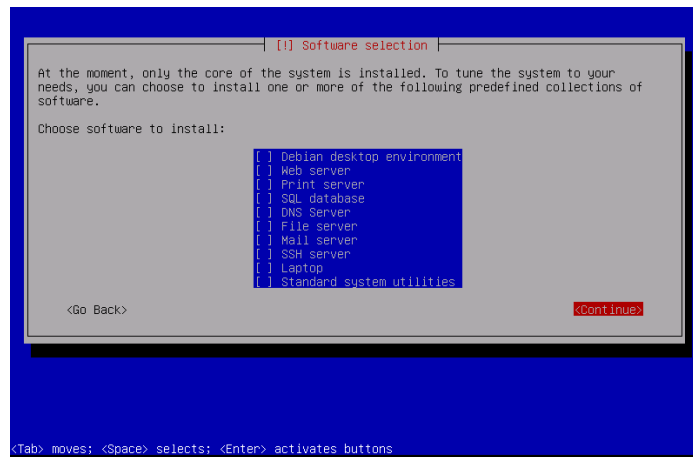 [!] Software selection
At the moment, only the core of the system is installed. To tune the system to your
needs, you can choose to install one or more of the following predefined collections of
software.
Choose software to install:
[ ] Debian desktop environment
[ ] Web server
[ ] Print server
[ ] SQL database
[ ] DNS Server
[ ] File server
[ ] Mail server
[ ] SSH server
[ ] Laptop
[ ] Standard system utilities
<Go Back> <Continue>
<Tab> moves; <Space> selects; <Enter> activates buttons